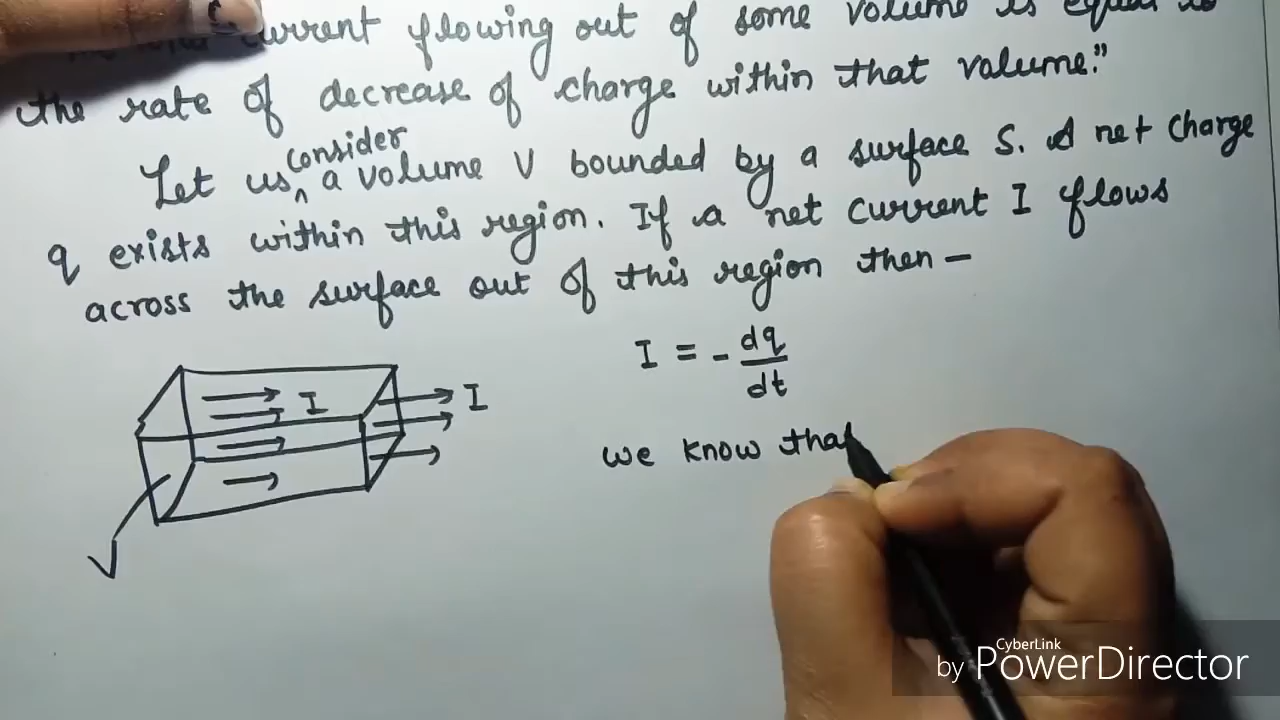 current flowing out of some volume is equal to
the rate of decrease of charge within that volume."
consider
Let us ^ a volume V bounded by a surface S. A net charge
q exists within this region. If a net current I flows
across the surface out of this region then -
I = - dq/dt
I
I
we know that
V
CyberLink
by PowerDirector